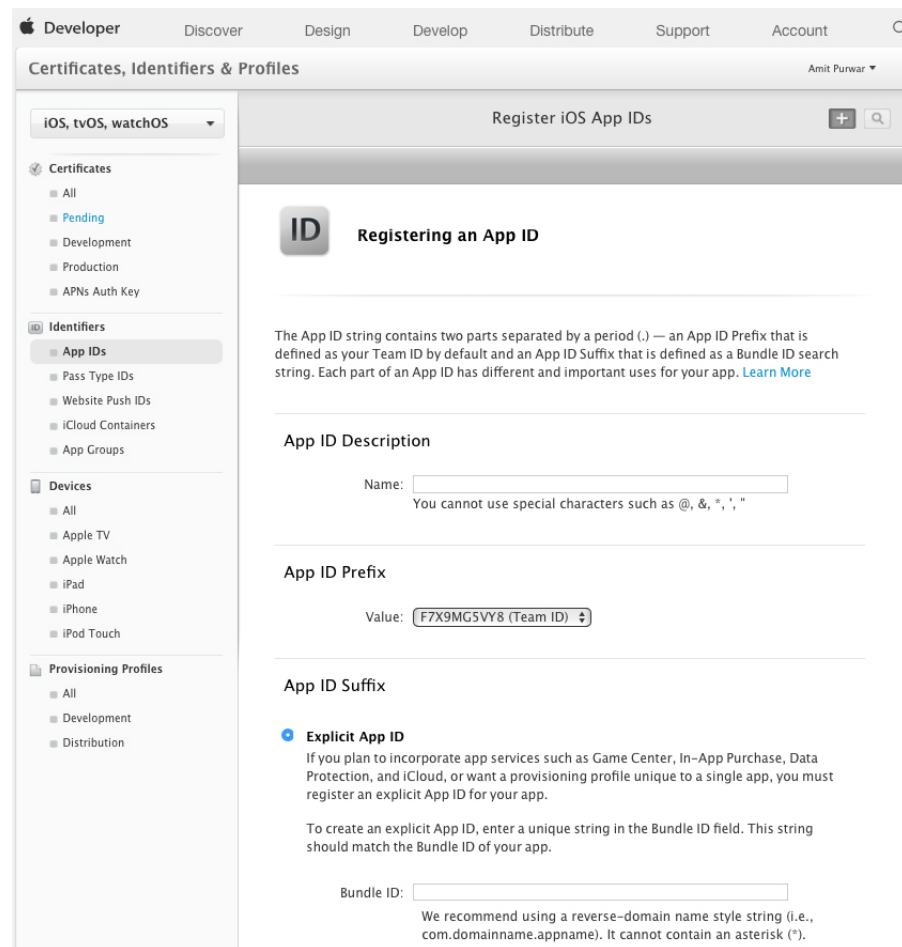 Developer Discover Design Develop Distribute Support Account
Certificates, Identifiers & Profiles
Amit Purwar
iOS, tvOS, watchOS
Register iOS App IDs
Certificates
All
Pending
Development
Production
APNs Auth Key
ID Identifiers
App IDs
Pass Type IDs
Website Push IDs
iCloud Containers
App Groups
Devices
All
Apple TV
Apple Watch
iPad
iPhone
iPod Touch
Provisioning Profiles
All
Development
Distribution
ID Registering an App ID
The App ID string contains two parts separated by a period (.) — an App ID Prefix that is
defined as your Team ID by default and an App ID Suffix that is defined as a Bundle ID search
string. Each part of an App ID has different and important uses for your app. Learn More
App ID Description
Name:
You cannot use special characters such as @, &, *, ', "
App ID Prefix
Value: F7X9MG5VY8 (Team ID)
App ID Suffix
Explicit App ID
If you plan to incorporate app services such as Game Center, In-App Purchase, Data
Protection, and iCloud, or want a provisioning profile unique to a single app, you must
register an explicit App ID for your app.
To create an explicit App ID, enter a unique string in the Bundle ID field. This string
should match the Bundle ID of your app.
Bundle ID:
We recommend using a reverse-domain name style string (i.e.,
com.domainname.appname). It cannot contain an asterisk (*).